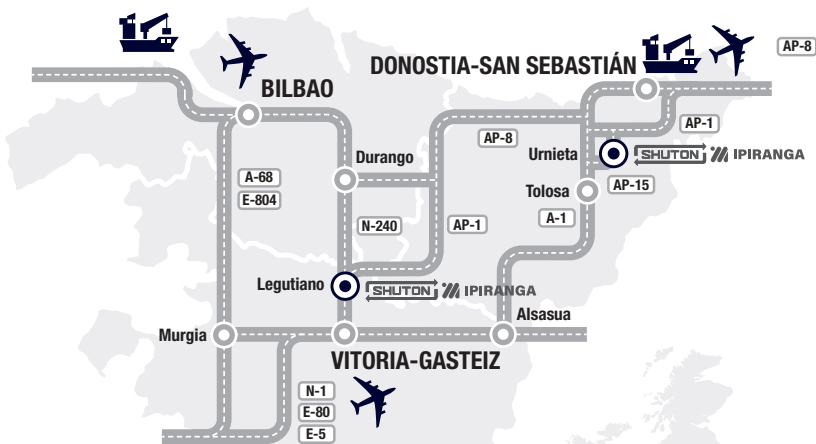 AP-8
DONOSTIA-SAN SEBASTIÁN
BILBAO
AP-1
AP-8
Urnieta
SHUTON IPIRANGA
Durango
A-68
AP-15
E-804
Tolosa
N-240
AP-1
A-1
Legutiano
SHUTON IPIRANGA
Alsasua
Murgia
VITORIA-GASTEIZ
N-1
E-80
E-5